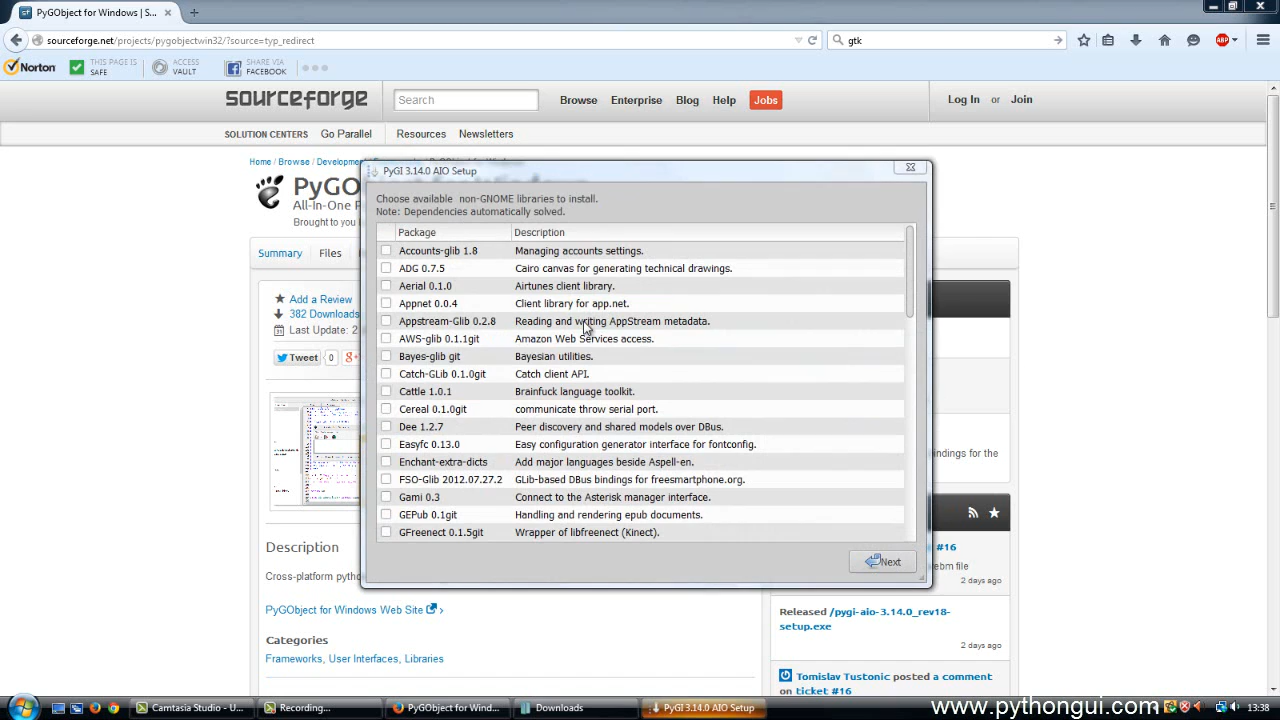 PyGObject for Windows | S...
sourceforge.net/projects/pygobjectwin32/?source=typ_redirect
gtk
ABP
Norton
THIS PAGE IS
SAFE
ACCESS
VAULT
SHARE VIA
FACEBOOK
sourceforge
Search
Browse
Enterprise
Blog
Help
Jobs
Log In or Join
SOLUTION CENTERS
Go Parallel
Resources
Newsletters
Home / Browse / Development
PyGObject
All-In-One
Brought to you
Summary
Files
Add a Review
382 Downloads
Last Update: 2
Tweet
0
PyGI 3.14.0 AIO Setup
Choose available non-GNOME libraries to install.
Note: Dependencies automatically solved.
Package Description
Accounts-glib 1.8 Managing accounts settings.
ADG 0.7.5 Cairo canvas for generating technical drawings.
Aerial 0.1.0 Airtunes client library.
Appnet 0.0.4 Client library for app.net.
Appstream-Glib 0.2.8 Reading and writing AppStream metadata.
AWS-glib 0.1.1git Amazon Web Services access.
Bayes-glib git Bayesian utilities.
Catch-GLib 0.1.0git Catch client API.
Cattle 1.0.1 Brainfuck language toolkit.
Cereal 0.1.0git communicate throw serial port.
Dee 1.2.7 Peer discovery and shared models over DBus.
Easyfc 0.13.0 Easy configuration generator interface for fontconfig.
Enchant-extra-dicts Add major languages beside Aspell-en.
FSO-Glib 2012.07.27.2 GLib-based DBus bindings for freesmartphone.org.
Gami 0.3 Connect to the Asterisk manager interface.
GEPub 0.1git Handling and rendering epub documents.
GFreenect 0.1.5git Wrapper of libfreenect (Kinect).
Next
Description
Cross-platform pytho
PyGObject for Windows Web Site
Categories
Frameworks, User Interfaces, Libraries
bindings for the
#16
webm file
2 days ago
Released /pygi-aio-3.14.0_rev18-
setup.exe
2 days ago
Tomislav Tustonic posted a comment
on ticket #16
Camtasia Studio - U...
Recording...
PyGObject for Window...
Downloads
PyGI 3.14.0 AIO Setup
www.pythongui.com
13:38